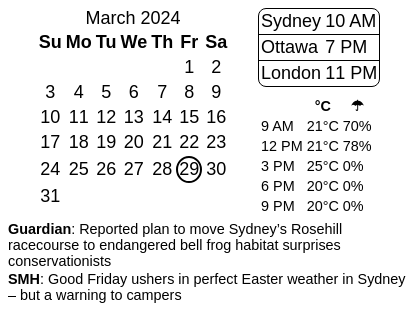 March 2024
Su Mo Tu We Th Fr Sa
1 2
3 4 5 6 7 8 9
10 11 12 13 14 15 16
17 18 19 20 21 22 23
24 25 26 27 28 29 30
31
Sydney 10 AM
Ottawa 7 PM
London 11 PM
°C ☂
9 AM 21°C 70%
12 PM 21°C 78%
3 PM 25°C 0%
6 PM 20°C 0%
9 PM 20°C 0%
Guardian: Reported plan to move Sydney’s Rosehill
racecourse to endangered bell frog habitat surprises
conservationists
SMH: Good Friday ushers in perfect Easter weather in Sydney
– but a warning to campers